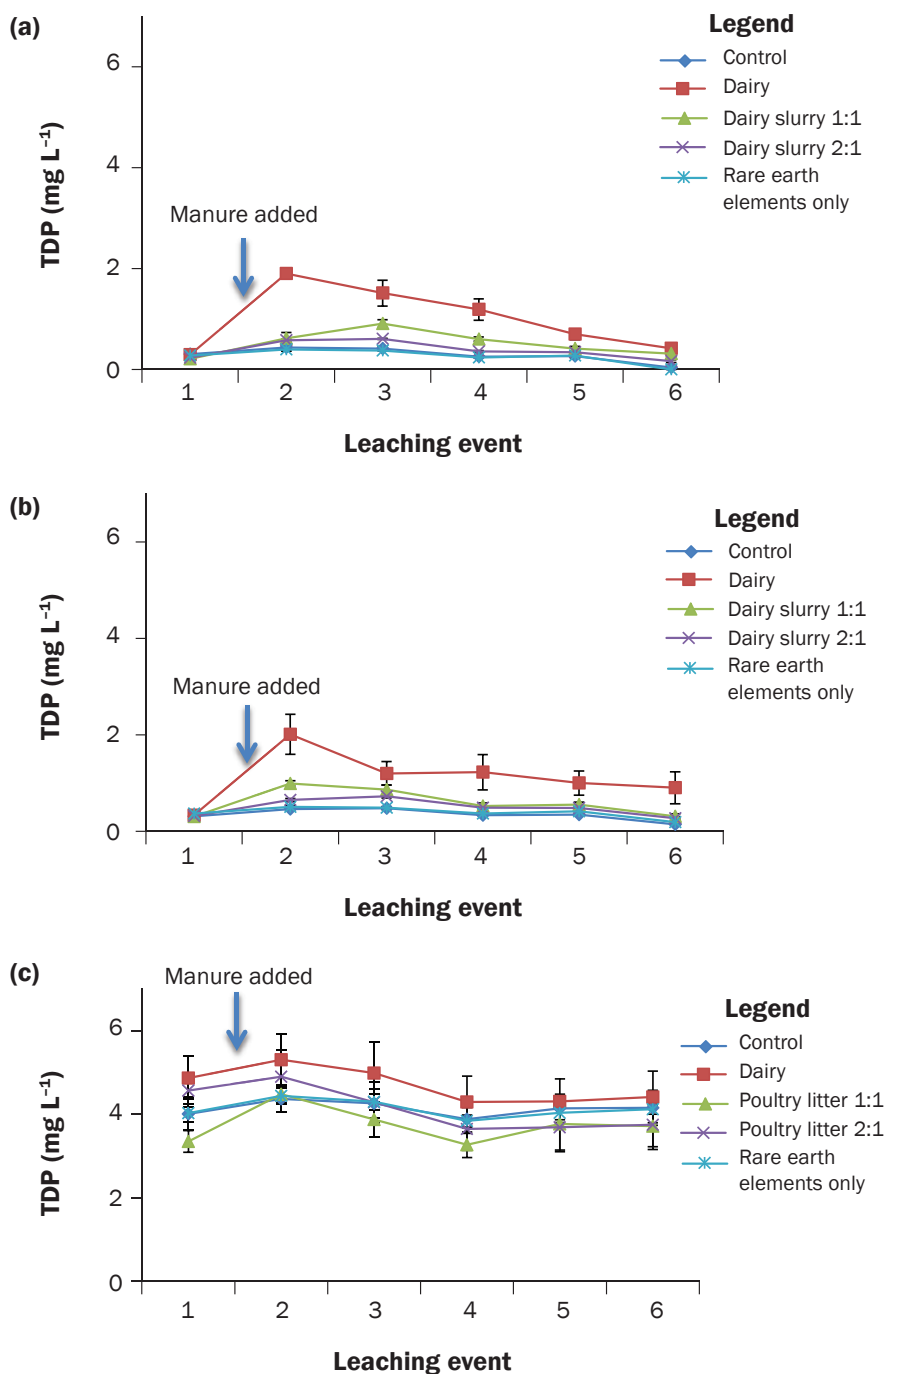 (a)
Legend
Control
Dairy
Dairy slurry 1:1
Dairy slurry 2:1
Rare earth
elements only
TDP (mg L⁻¹)
6
4
2
0
Manure added
1 2 3 4 5 6
Leaching event
(b)
Legend
Control
Dairy
Dairy slurry 1:1
Dairy slurry 2:1
Rare earth
elements only
TDP (mg L⁻¹)
6
4
2
0
Manure added
1 2 3 4 5 6
Leaching event
(c)
Manure added
Legend
Control
Dairy
Poultry litter 1:1
Poultry litter 2:1
Rare earth
elements only
TDP (mg L⁻¹)
6
4
2
0
1 2 3 4 5 6
Leaching event